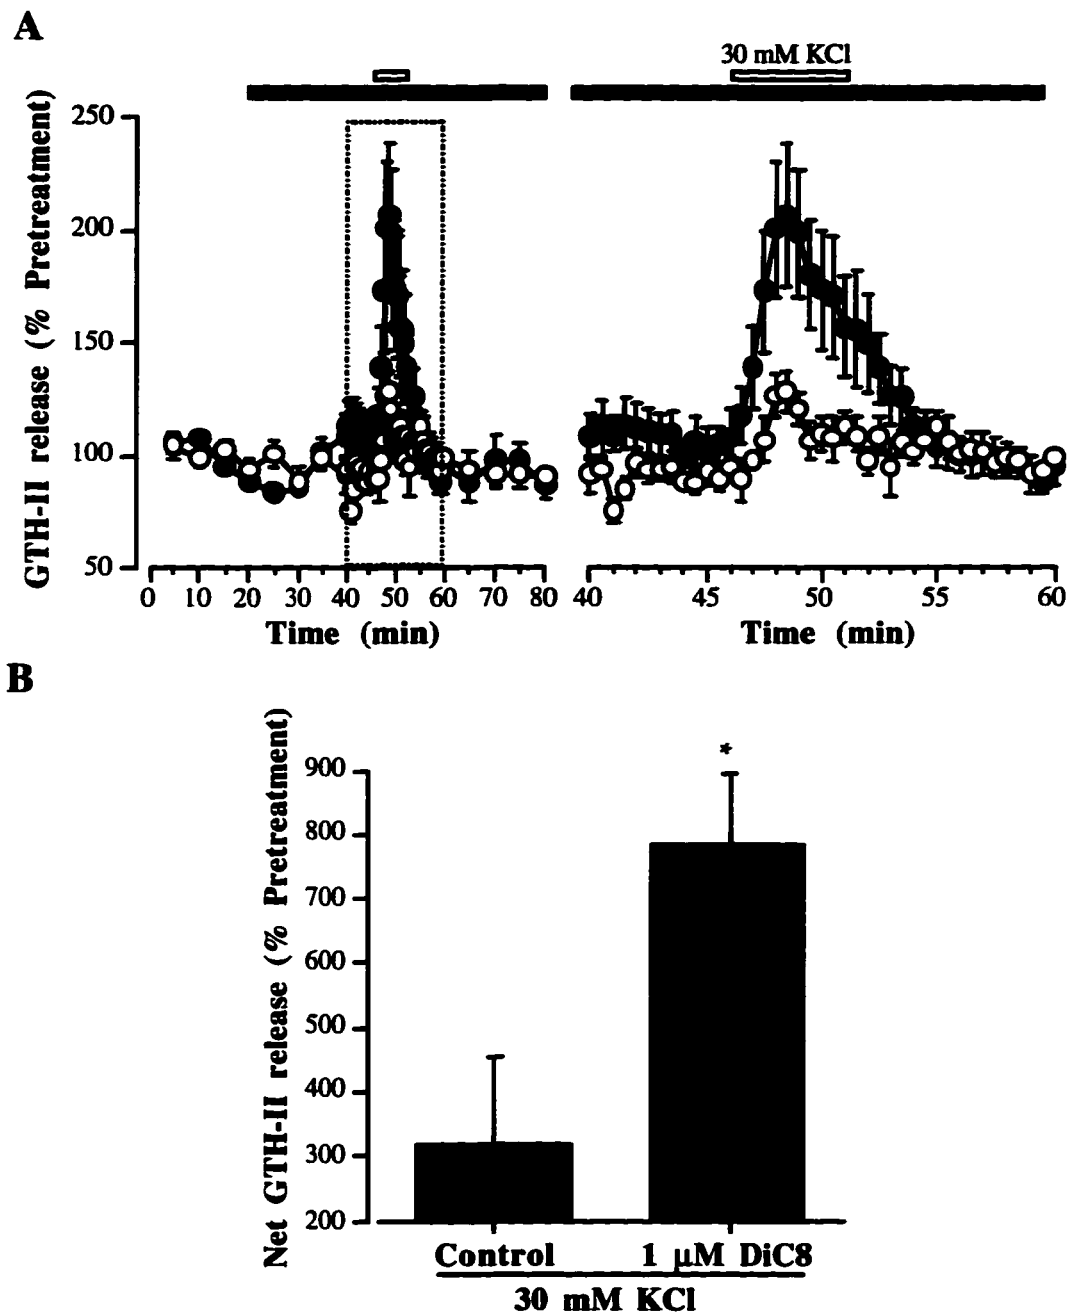 A
30 mM KCl
GTH-II release (% Pretreatment)
250
200
150
100
50
0 10 20 30 40 50 60 70 80
40 45 50 55 60
Time (min)
Time (min)
B
Net GTH-II release (% Pretreatment)
900
800
700
600
500
400
300
200
*
Control
1 µM DiC8
30 mM KCl